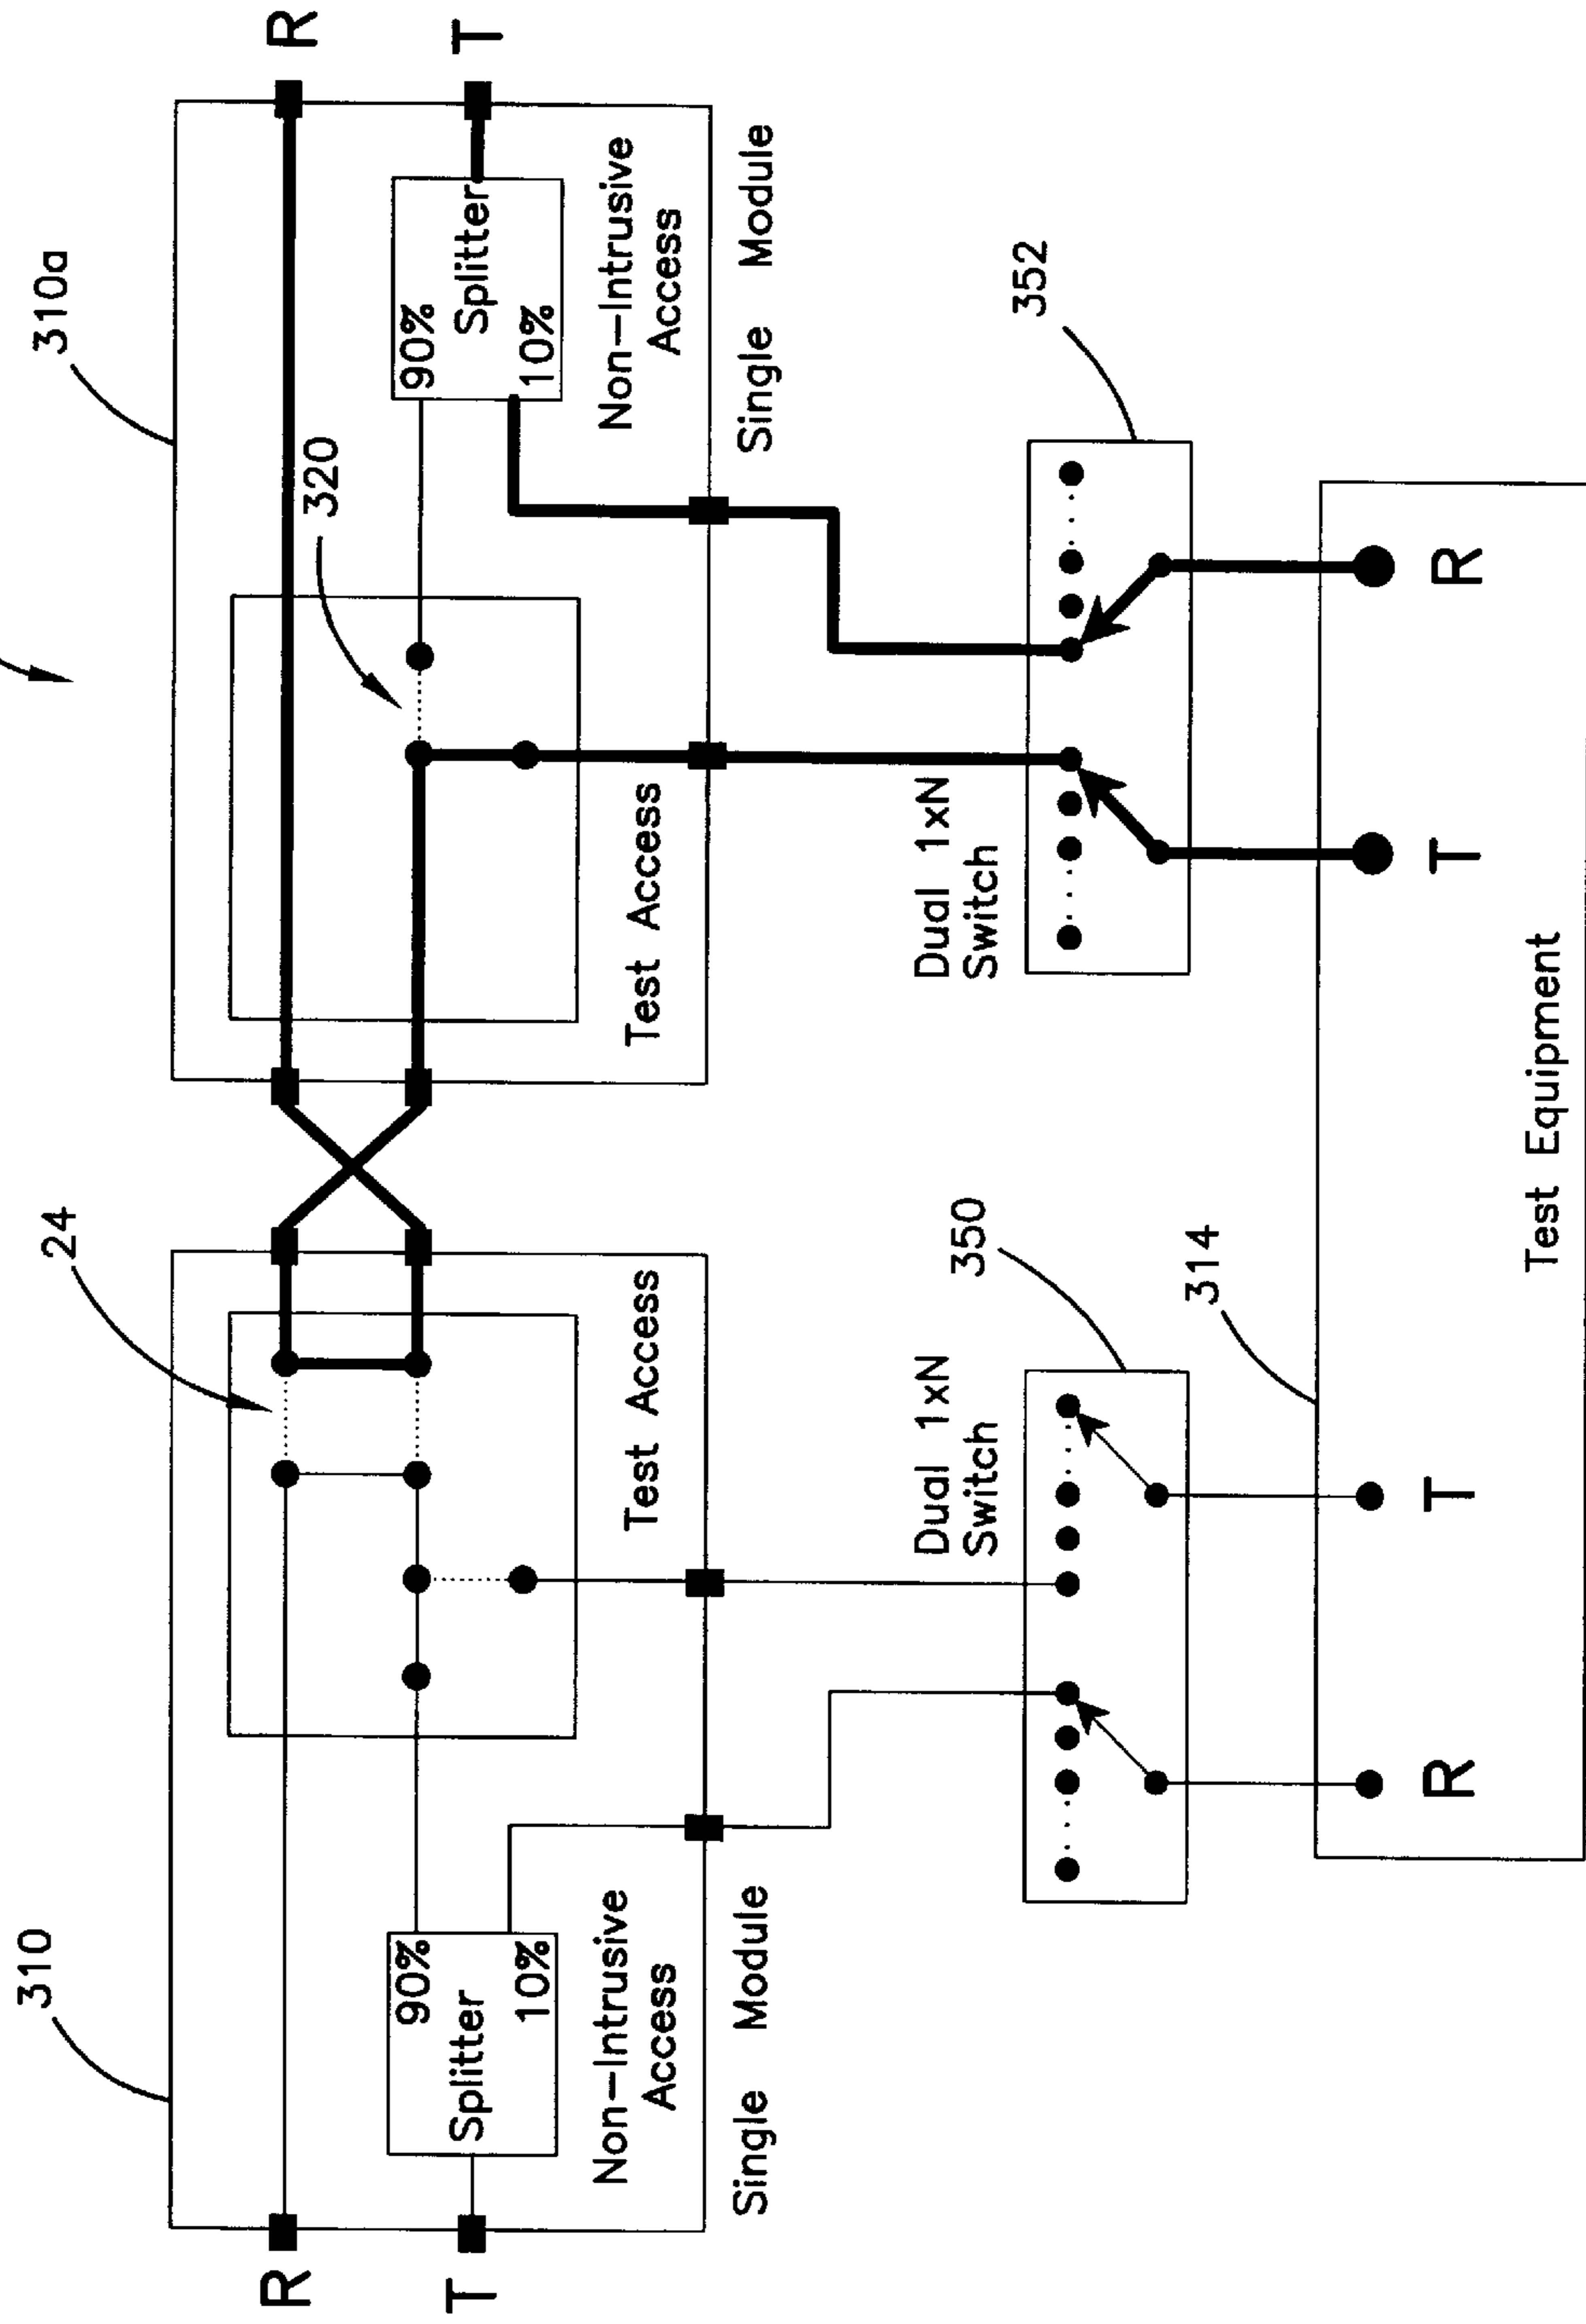 310
24
310a
R
T
Splitter
90%
10%
Non-Intrusive
Access
Test Access
Single Module
320
90%
Splitter
10%
Non-Intrusive
Access
Test Access
Single Module
R
T
Dual 1xN
Switch
350
Dual 1xN
Switch
352
314
R
T
T
R
Test Equipment